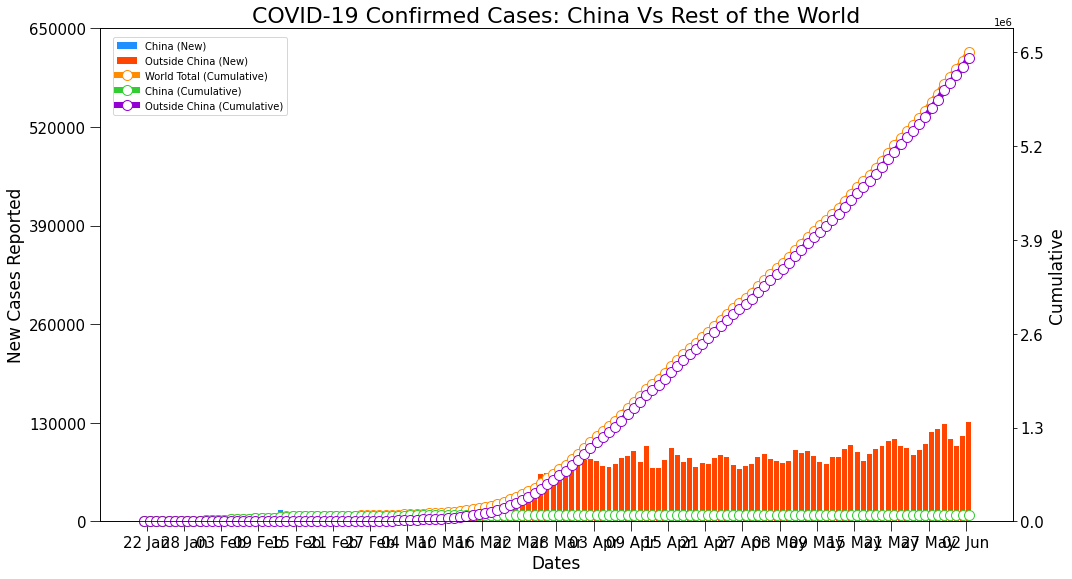 COVID-19 Confirmed Cases: China Vs Rest of the World
1e6
650000
520000
390000
260000
130000
0
New Cases Reported
China (New)
Outside China (New)
World Total (Cumulative)
China (Cumulative)
Outside China (Cumulative)
6.5
5.2
3.9
2.6
1.3
0.0
Cumulative
22 Jan 28 Jan 03 Feb 09 Feb 15 Feb 21 Feb 27 Feb 04 Mar 10 Mar 16 Mar 22 Mar 28 Mar 03 Apr 09 Apr 15 Apr 21 Apr 27 Apr 03 May 09 May 15 May 21 May 27 May 02 Jun
Dates